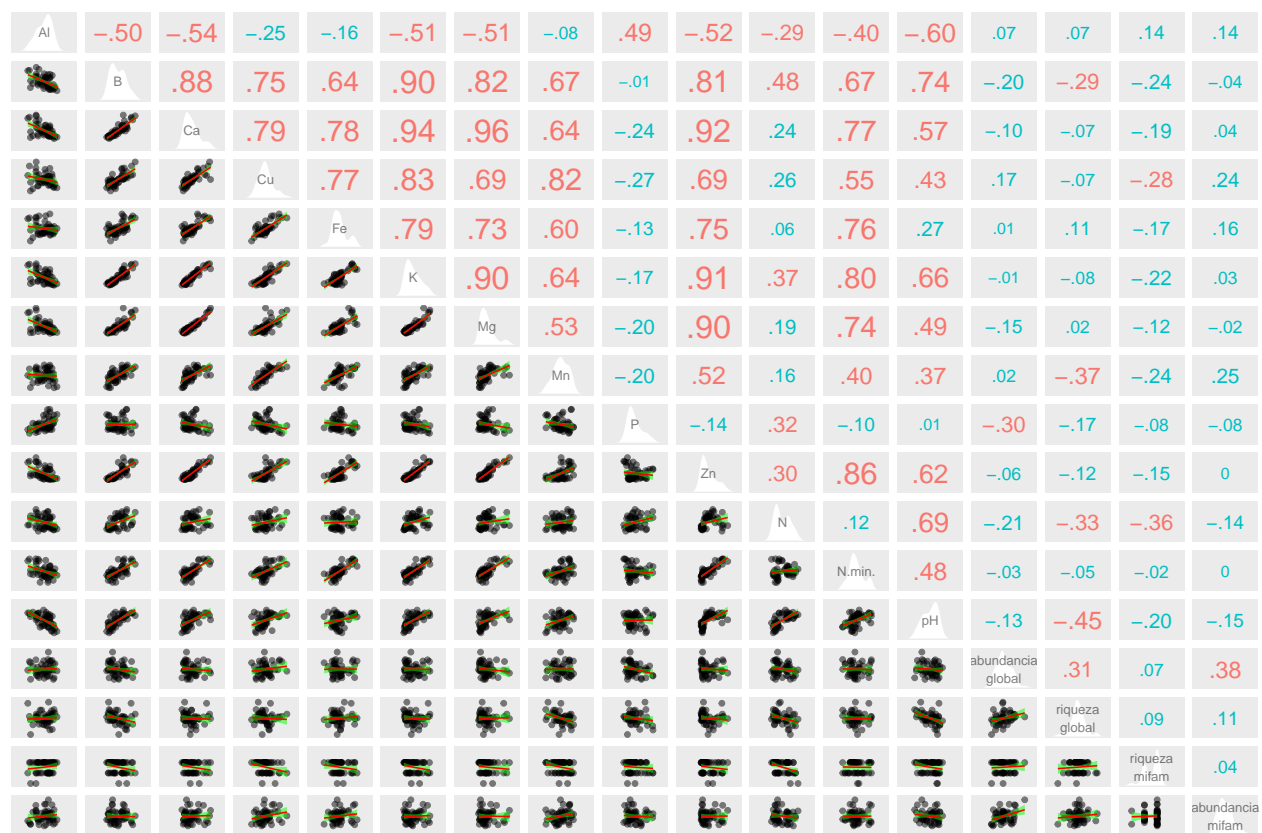 Al −.50 −.54 −.25 −.16 −.51 −.51 −.08 .49 −.52 −.29 −.40 −.60 .07 .07 .14 .14
B .88 .75 .64 .90 .82 .67 −.01 .81 .48 .67 .74 −.20 −.29 −.24 −.04
Ca .79 .78 .94 .96 .64 −.24 .92 .24 .77 .57 −.10 −.07 −.19 .04
Cu .77 .83 .69 .82 −.27 .69 .26 .55 .43 .17 −.07 −.28 .24
Fe .79 .73 .60 −.13 .75 .06 .76 .27 .01 .11 −.17 .16
K .90 .64 −.17 .91 .37 .80 .66 −.01 −.08 −.22 .03
Mg .53 −.20 .90 .19 .74 .49 −.15 .02 −.12 −.02
Mn −.20 .52 .16 .40 .37 .02 −.37 −.24 .25
P −.14 .32 −.10 .01 −.30 −.17 −.08 −.08
Zn .30 .86 .62 −.06 −.12 −.15 0
N .12 .69 −.21 −.33 −.36 −.14
N.min. .48 −.03 −.05 −.02 0
pH −.13 −.45 −.20 −.15
abundancia
global .31 .07 .38
riqueza
global .09 .11
riqueza
mifam .04
abundancia
mifam